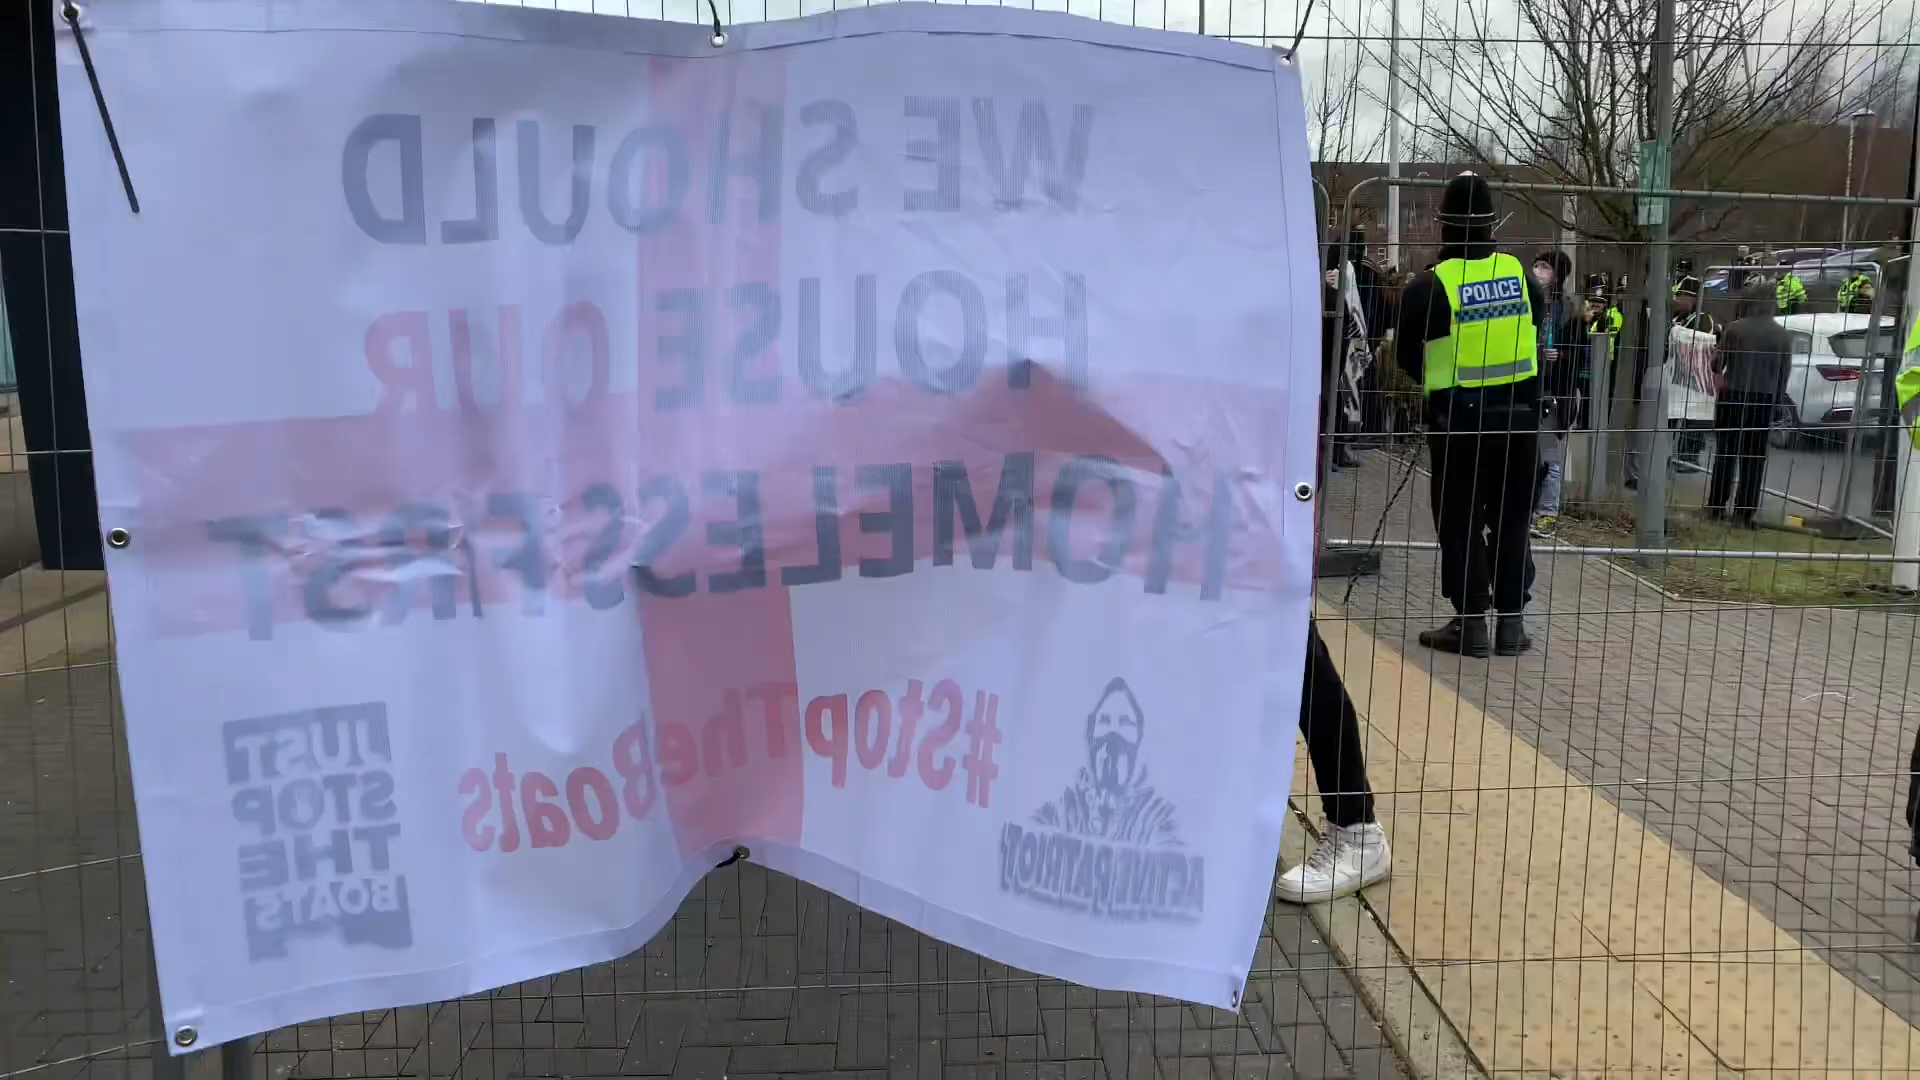 WE SHOULD
HOUSE OUR
HOMELESS FIRST
#StopTheBoats
ACTIVE PATRIOT
JUST
STOP
THE
BOATS
POLICE